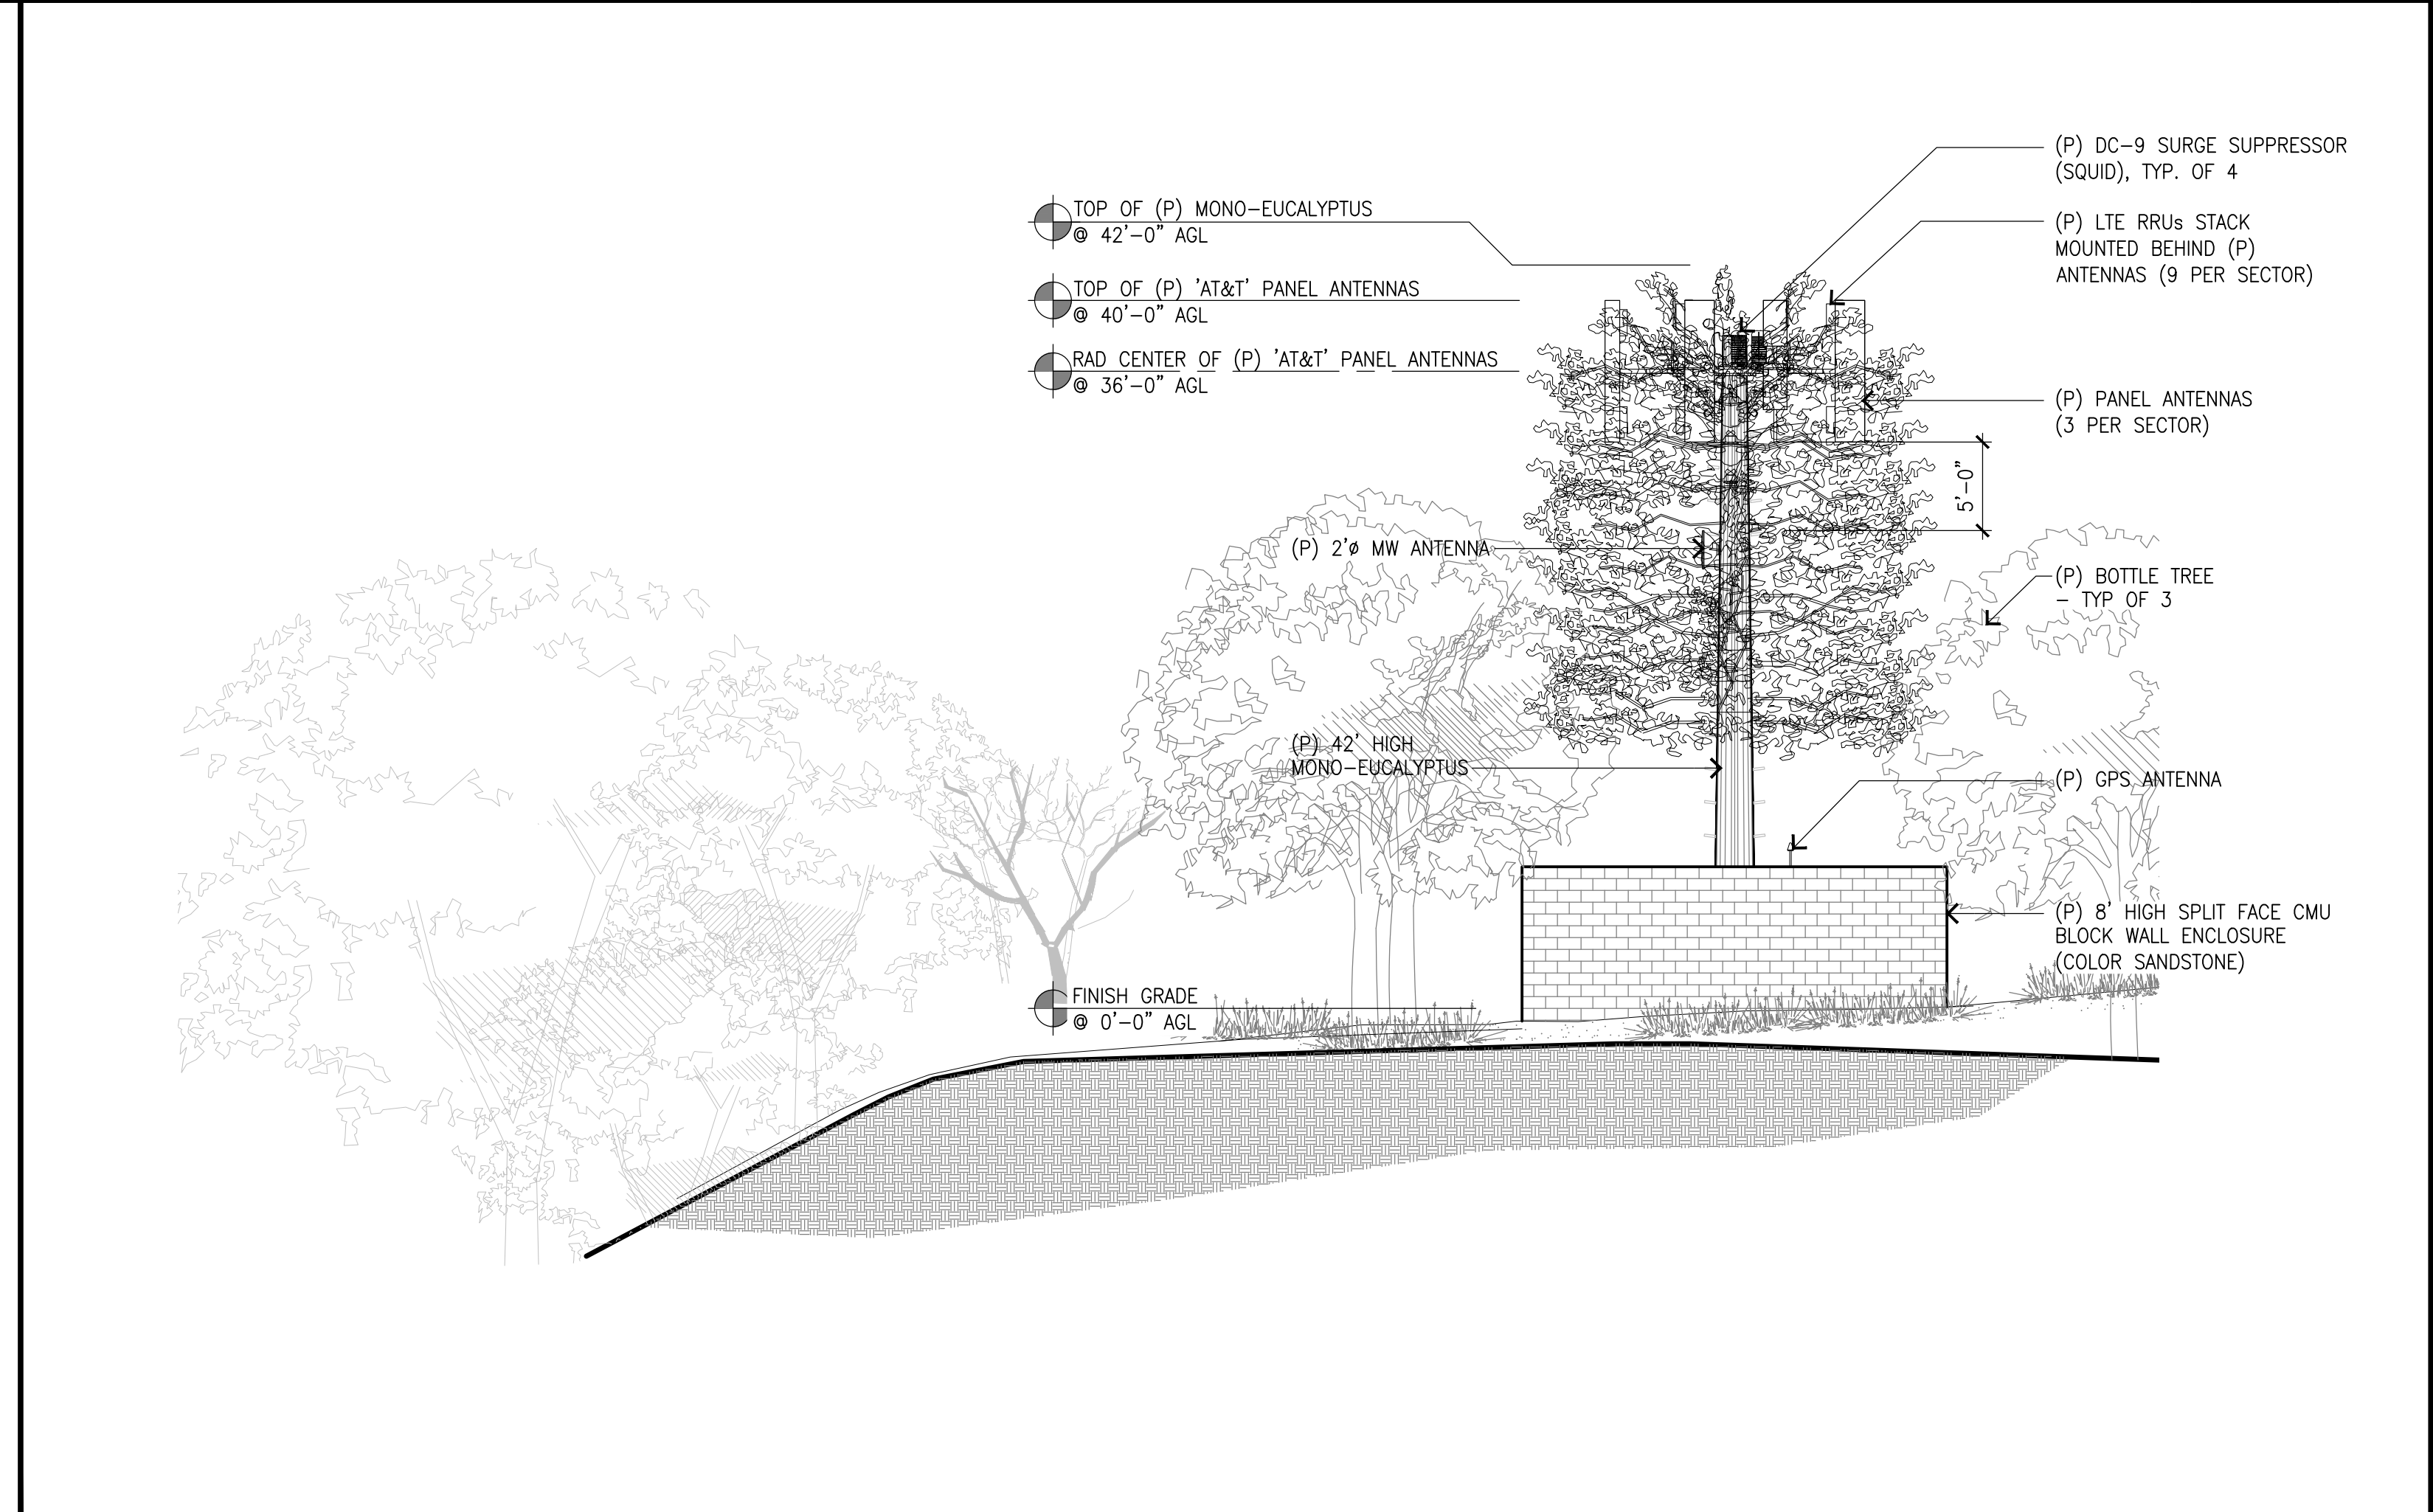 (P) DC-9 SURGE SUPPRESSOR
(SQUID), TYP. OF 4
TOP OF (P) MONO-EUCALYPTUS
@ 42'-0" AGL
(P) LTE RRUs STACK
MOUNTED BEHIND (P)
ANTENNAS (9 PER SECTOR)
TOP OF (P) 'AT&T' PANEL ANTENNAS
@ 40'-0" AGL
RAD CENTER OF (P) 'AT&T' PANEL ANTENNAS
@ 36'-0" AGL
(P) PANEL ANTENNAS
(3 PER SECTOR)
5'-0"
(P) 2'ø MW ANTENNA
(P) BOTTLE TREE
- TYP OF 3
(P) 42' HIGH
MONO-EUCALYPTUS
(P) GPS ANTENNA
(P) 8' HIGH SPLIT FACE CMU
BLOCK WALL ENCLOSURE
(COLOR SANDSTONE)
FINISH GRADE
@ 0'-0" AGL